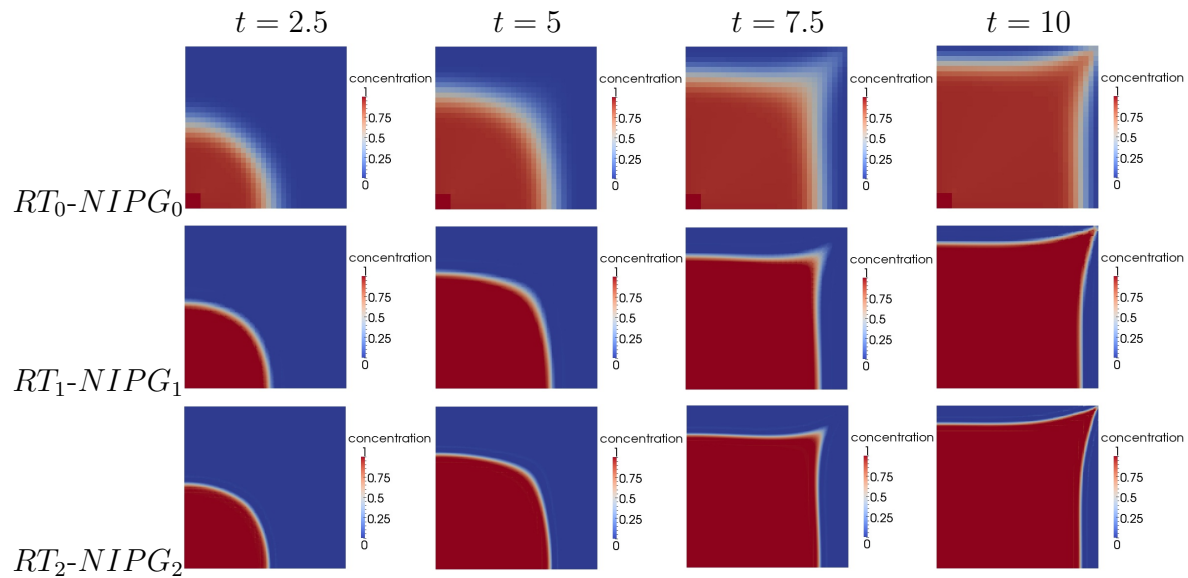 t = 2.5 t = 5 t = 7.5 t = 10
concentration concentration concentration concentration
1 1 1 1
0.75 0.75 0.75 0.75
0.5 0.5 0.5 0.5
0.25 0.25 0.25 0.25
0 0 0 0
RT₀-NIPG₀
concentration concentration concentration concentration
1 1 1 1
0.75 0.75 0.75 0.75
0.5 0.5 0.5 0.5
0.25 0.25 0.25 0.25
0 0 0 0
RT₁-NIPG₁
concentration concentration concentration concentration
1 1 1 1
0.75 0.75 0.75 0.75
0.5 0.5 0.5 0.5
0.25 0.25 0.25 0.25
0 0 0 0
RT₂-NIPG₂